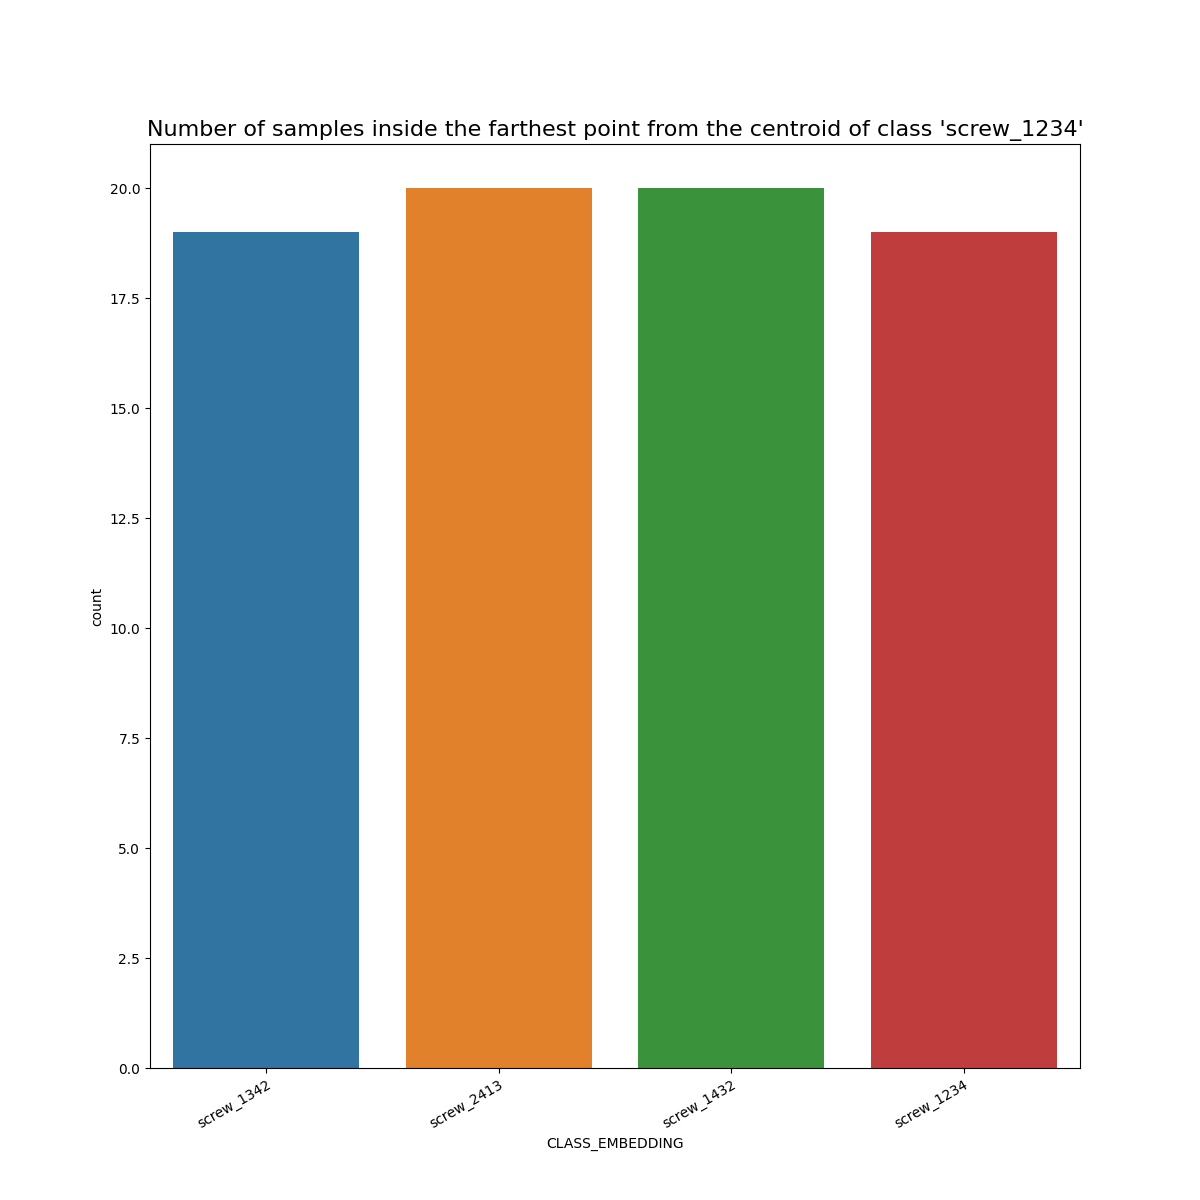 Number of samples inside the farthest point from the centroid of class 'screw_1234'
20.0
17.5
15.0
12.5
10.0
7.5
5.0
2.5
0.0
count
screw_1342
screw_2413
screw_1432
screw_1234
CLASS_EMBEDDING